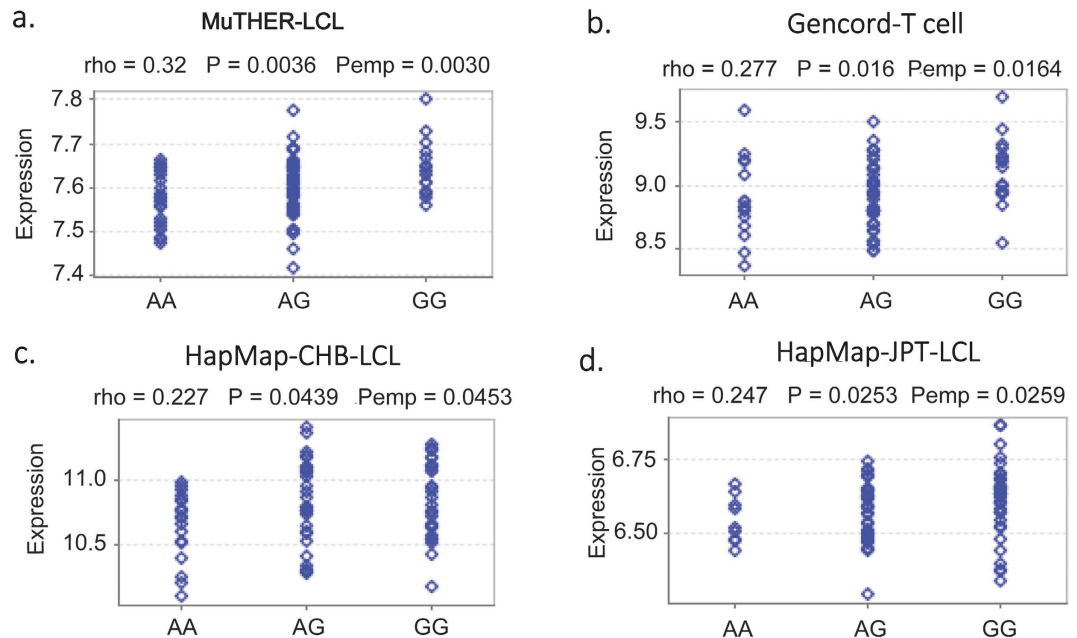 a.
MuTHER-LCL
rho = 0.32 P = 0.0036 Pemp = 0.0030
Expression
7.8
7.7
7.6
7.5
7.4
AA AG GG
b.
Gencord-T cell
rho = 0.277 P = 0.016 Pemp = 0.0164
Expression
9.5
9.0
8.5
AA AG GG
c.
HapMap-CHB-LCL
rho = 0.227 P = 0.0439 Pemp = 0.0453
Expression
11.0
10.5
AA AG GG
d.
HapMap-JPT-LCL
rho = 0.247 P = 0.0253 Pemp = 0.0259
Expression
6.75
6.50
AA AG GG